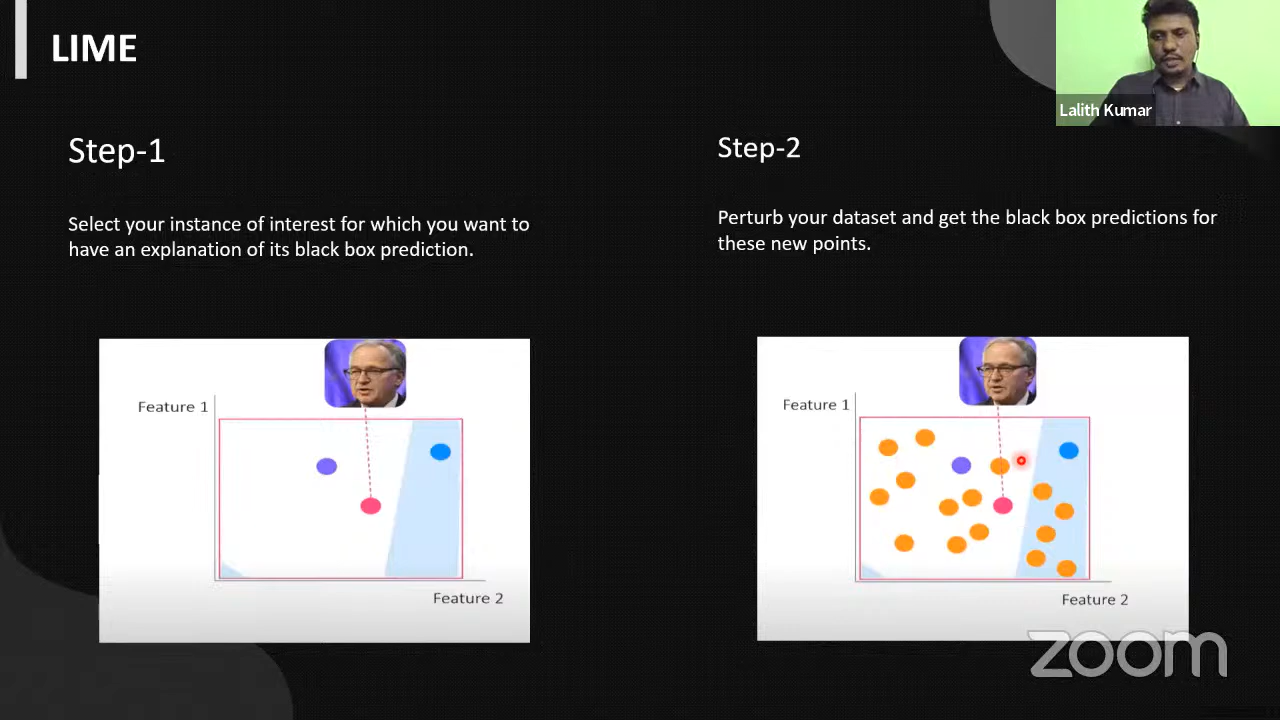 LIME
Lalith Kumar
Step-1
Select your instance of interest for which you want to
have an explanation of its black box prediction.
Feature 1
Feature 2
Step-2
Perturb your dataset and get the black box predictions for
these new points.
Feature 1
Feature 2
zoom